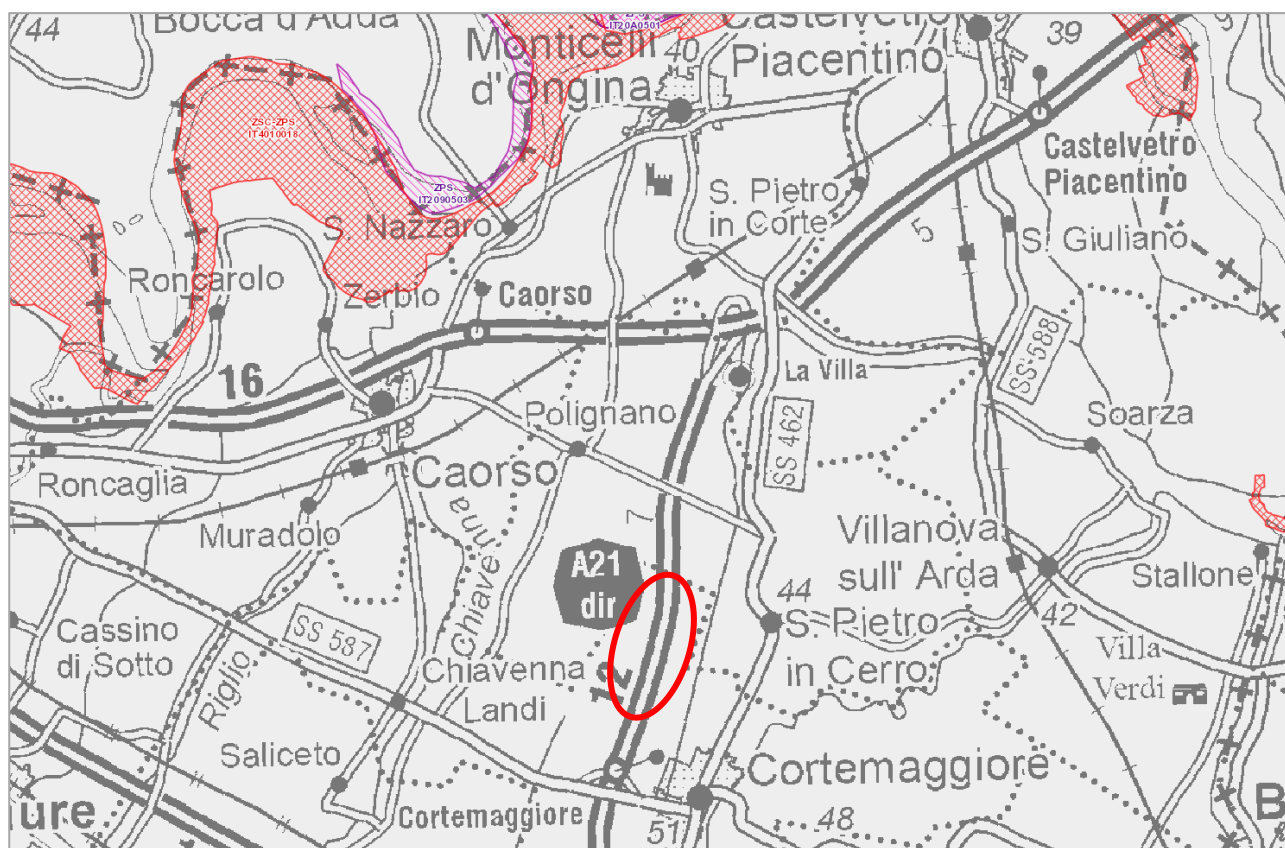 44
Bocca d'Adda
IT20A0501
Monticelli
d'Ongina
40
Castelvetro
Piacentino
39
ZSC-ZPS
IT4010018
ZPS
IT2090503
Castelvetro
Piacentino
S. Pietro
in Corte
5
S. Nazzaro
S. Giuliano
Roncarolo
Zerbio
Caorso
16
La Villa
SS 588
Polignano
SS 462
Soarza
Roncaglia
Caorso
Muradolo
Chiavenna
7
Villanova
sull' Arda
A21
dir
Stallone
44
42
Cassino
di Sotto
SS 587
S. Pietro
in Cerro
Villa
Verdi
Riglio
Chiavenna
Landi
12
Saliceto
Cortemaggiore
Cortemaggiore
ure
51
48
B